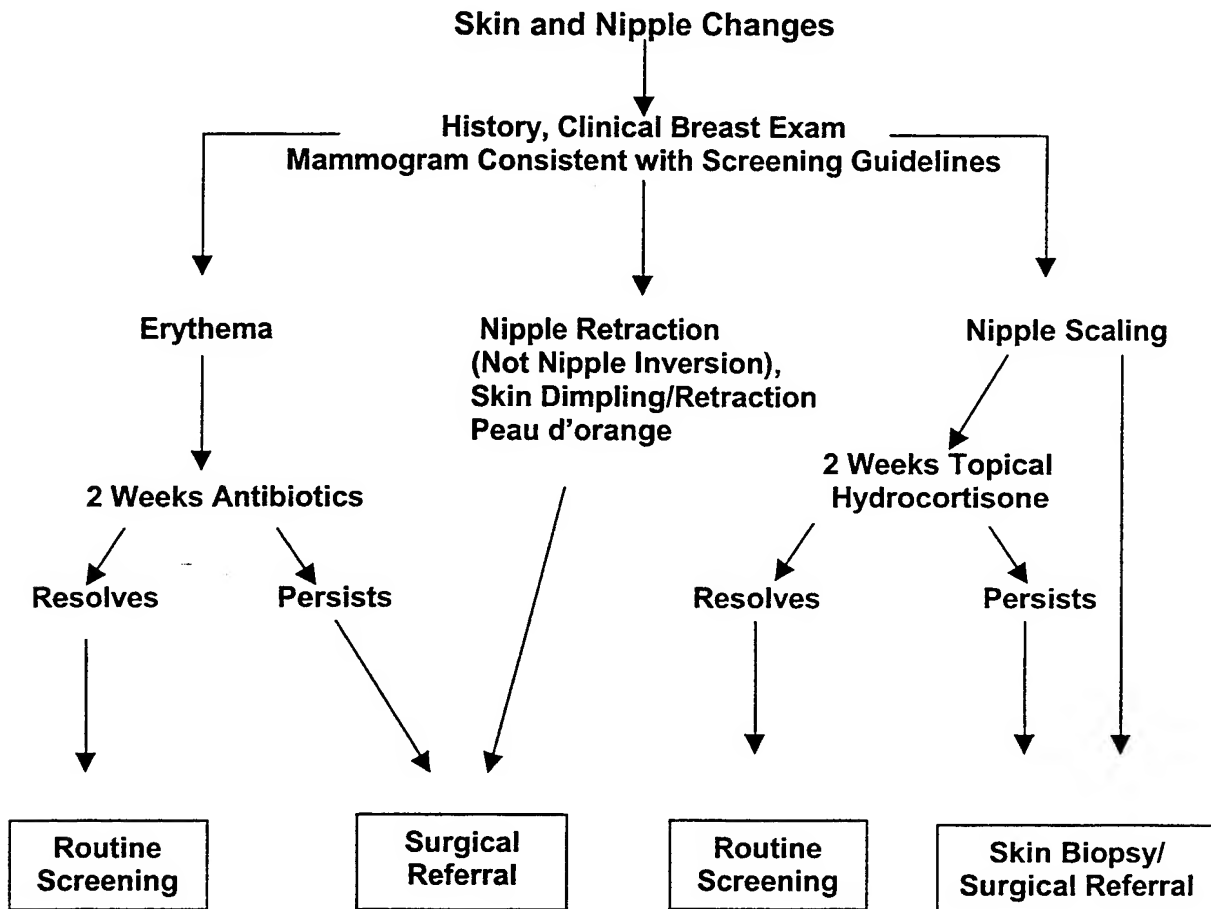 Skin and Nipple Changes
History, Clinical Breast Exam
Mammogram Consistent with Screening Guidelines
Erythema
Nipple Retraction
(Not Nipple Inversion),
Skin Dimpling/Retraction
Peau d'orange
Nipple Scaling
2 Weeks Antibiotics
2 Weeks Topical
Hydrocortisone
Resolves
Persists
Resolves
Persists
Routine
Screening
Surgical
Referral
Routine
Screening
Skin Biopsy/
Surgical Referral